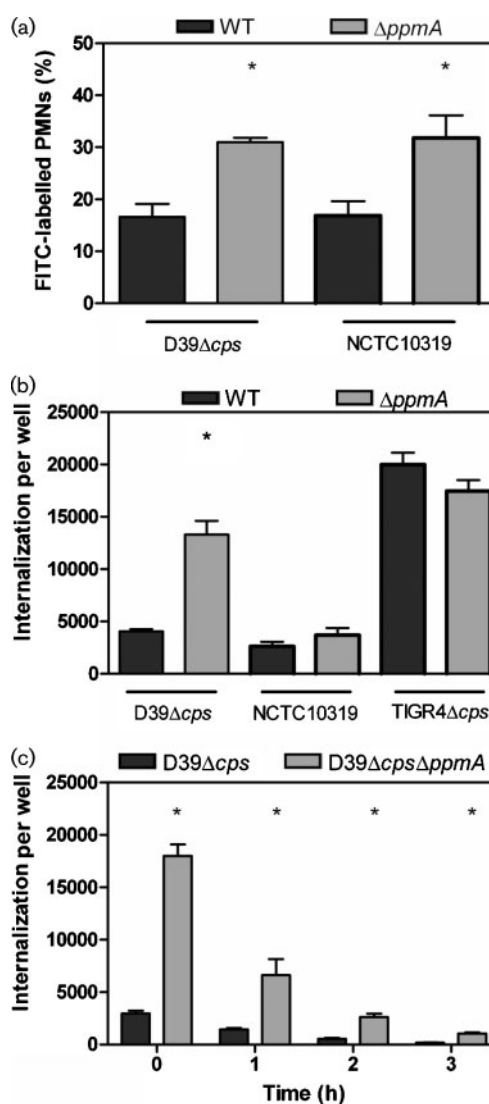 (a)
WT ΔppmA
FITC-labelled PMNs (%)
50
40
30
20
10
0
* *
D39Δcps NCTC10319
(b)
WT ΔppmA
Internalization per well
25000
20000
15000
10000
5000
0
*
D39Δcps NCTC10319 TIGR4Δcps
(c)
D39Δcps D39ΔcpsΔppmA
Internalization per well
25000
20000
15000
10000
5000
0
* * * *
0 1 2 3
Time (h)